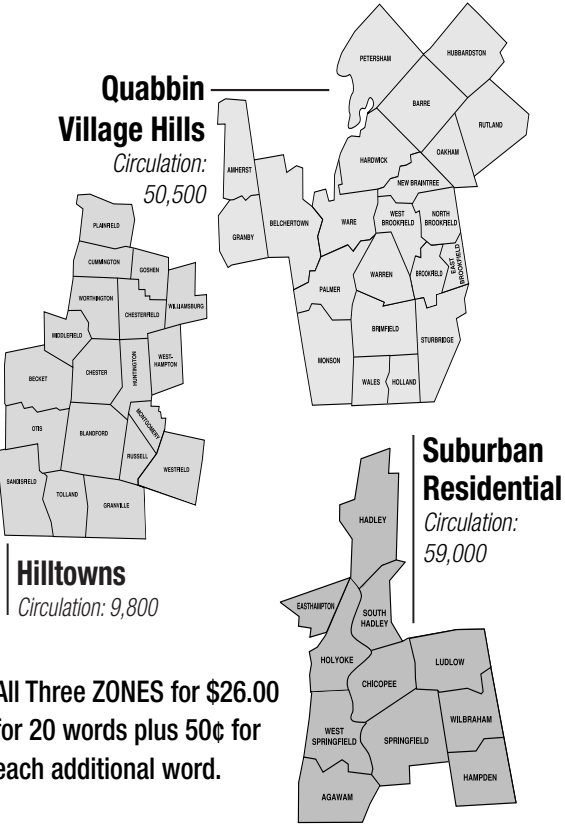 Quabbin
Village Hills
Circulation:
50,500
PETERSHAM
HUBBARDSTON
BARRE
RUTLAND
OAKHAM
HARDWICK
NEW BRAINTREE
AMHERST
GRANBY
BELCHERTOWN
WARE
WEST
BROOKFIELD
NORTH
BROOKFIELD
EAST
BROOKFIELD
BROOKFIELD
WARREN
PALMER
BRIMFIELD
STURBRIDGE
MONSON
WALES
HOLLAND
PLAINFIELD
CUMMINGTON
GOSHEN
WORTHINGTON
CHESTERFIELD
WILLIAMSBURG
MIDDLEFIELD
WEST-
HAMPTON
HUNTINGTON
CHESTER
BECKET
MONTGOMERY
OTIS
BLANDFORD
RUSSELL
WESTFIELD
SANDISFIELD
TOLLAND
GRANVILLE
Hilltowns
Circulation: 9,800
Suburban
Residential
Circulation:
59,000
HADLEY
EASTHAMPTON
SOUTH
HADLEY
HOLYOKE
LUDLOW
CHICOPEE
WILBRAHAM
WEST
SPRINGFIELD
SPRINGFIELD
HAMPDEN
AGAWAM
All Three ZONES for $26.00
for 20 words plus 50¢ for
each additional word.